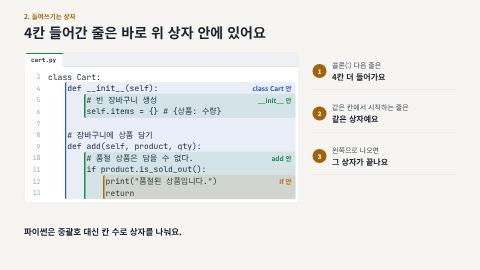 2. 들여쓰기는 상자
4칸 들어간 줄은 바로 위 상자 안에 있어요
cart.py
3 class Cart:
4 def __init__(self): class Cart 안
5 # 빈 장바구니 생성 __init__ 안
6 self.items = {} # {상품: 수량}
7
8 # 장바구니에 상품 담기
9 def add(self, product, qty):
10 # 품절 상품은 담을 수 없다. add 안
11 if product.is_sold_out():
12 print("품절된 상품입니다.") if 안
13 return
1 콜론(:) 다음 줄은
4칸 더 들어가요
2 같은 칸에서 시작하는 줄은
같은 상자예요
3 왼쪽으로 나오면
그 상자가 끝나요
파이썬은 중괄호 대신 칸 수로 상자를 나눠요.